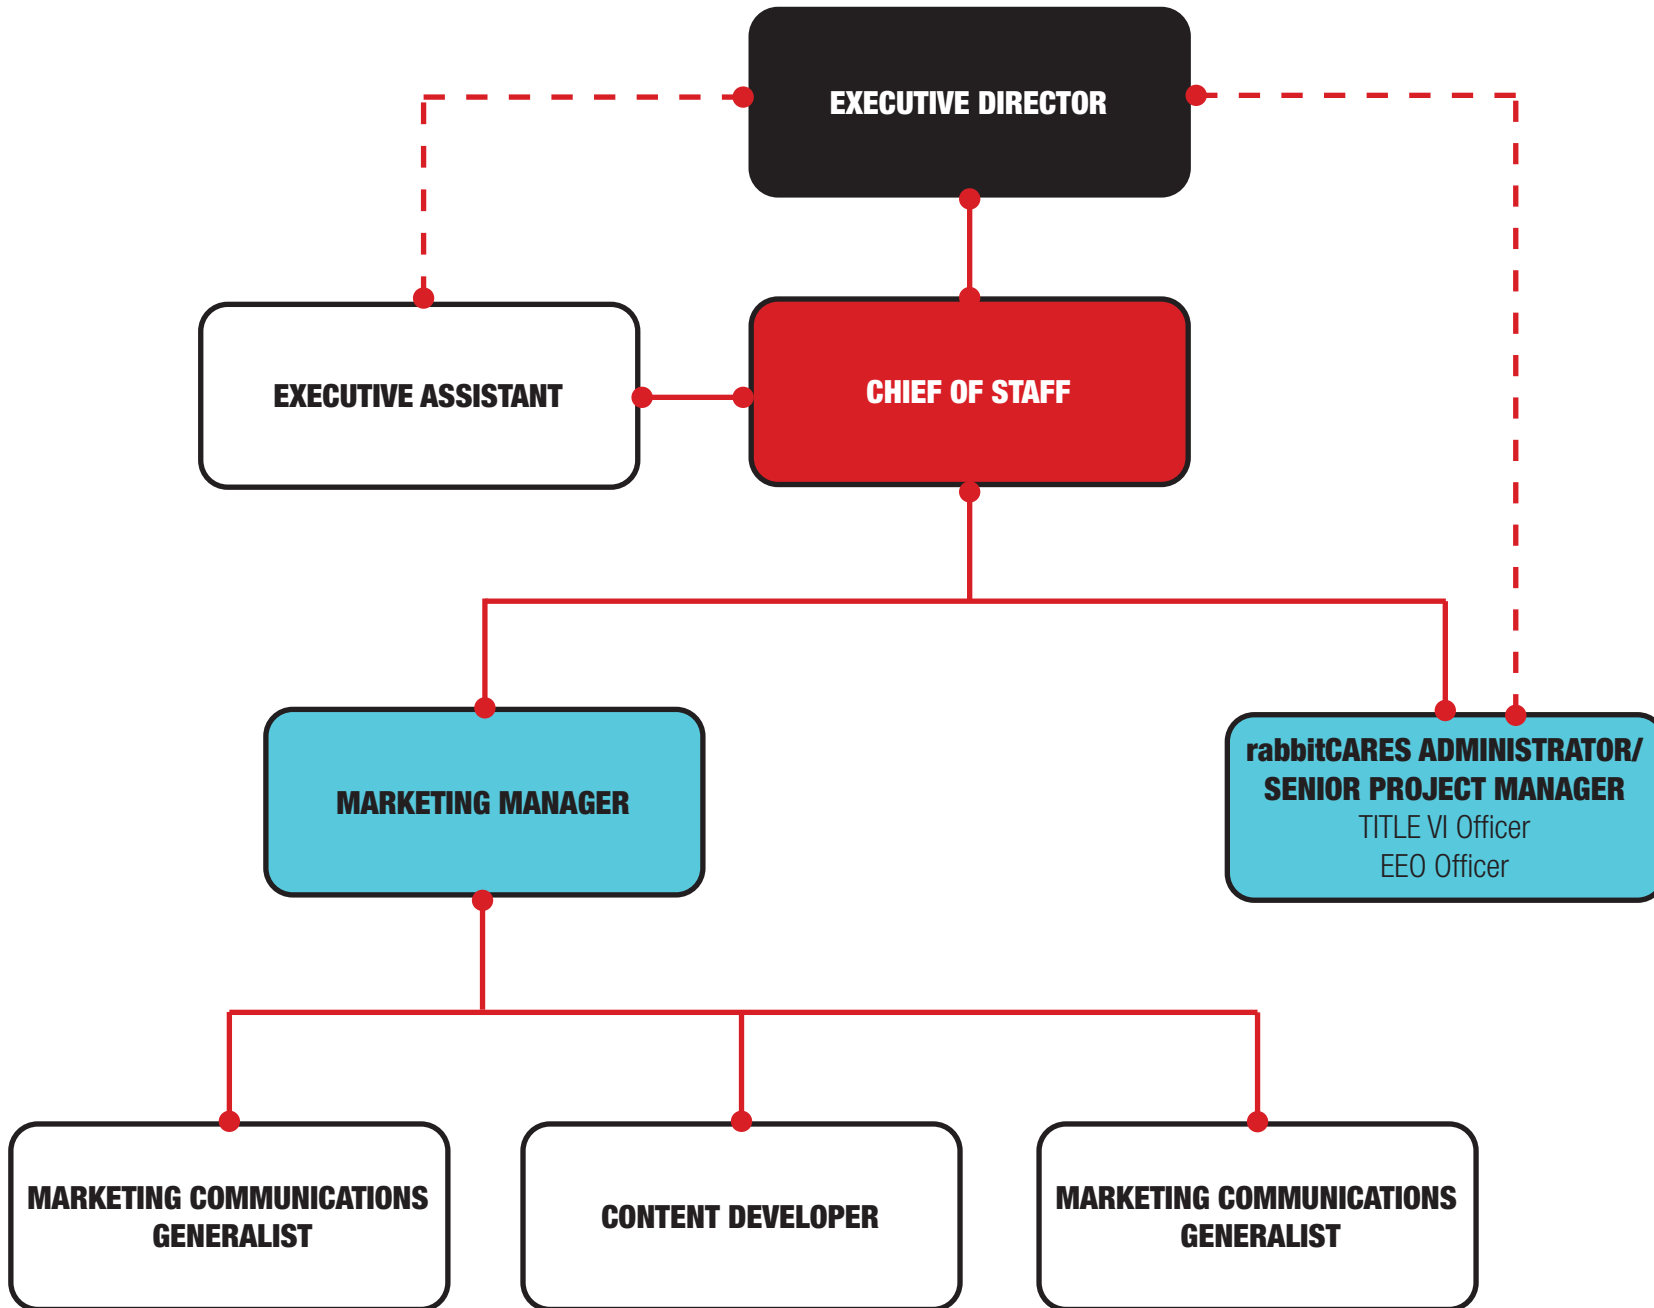 EXECUTIVE DIRECTOR
EXECUTIVE ASSISTANT
CHIEF OF STAFF
MARKETING MANAGER
rabbitCARES ADMINISTRATOR/
SENIOR PROJECT MANAGER
TITLE VI Officer
EEO Officer
MARKETING COMMUNICATIONS
GENERALIST
CONTENT DEVELOPER
MARKETING COMMUNICATIONS
GENERALIST